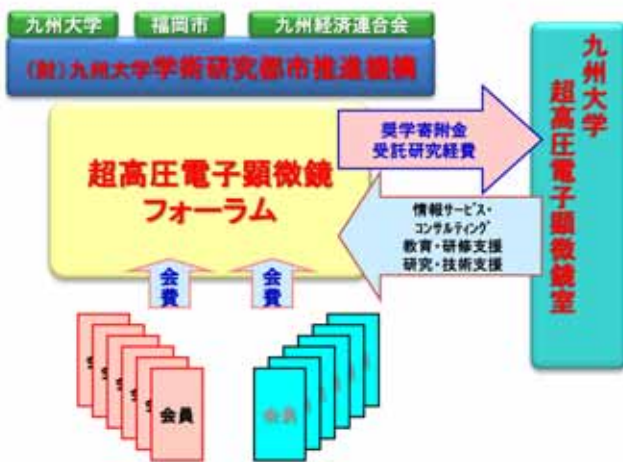 九州大学
福岡市
九州経済連合会
(財)九州大学学術研究都市推進機構
超高圧電子顕微鏡
フォーラム
奨学寄附金
受託研究経費
情報サービス・
コンサルティング
教育・研修支援
研究・技術支援
九州大学
超高圧電子顕微鏡室
会費
会費
会員
会員